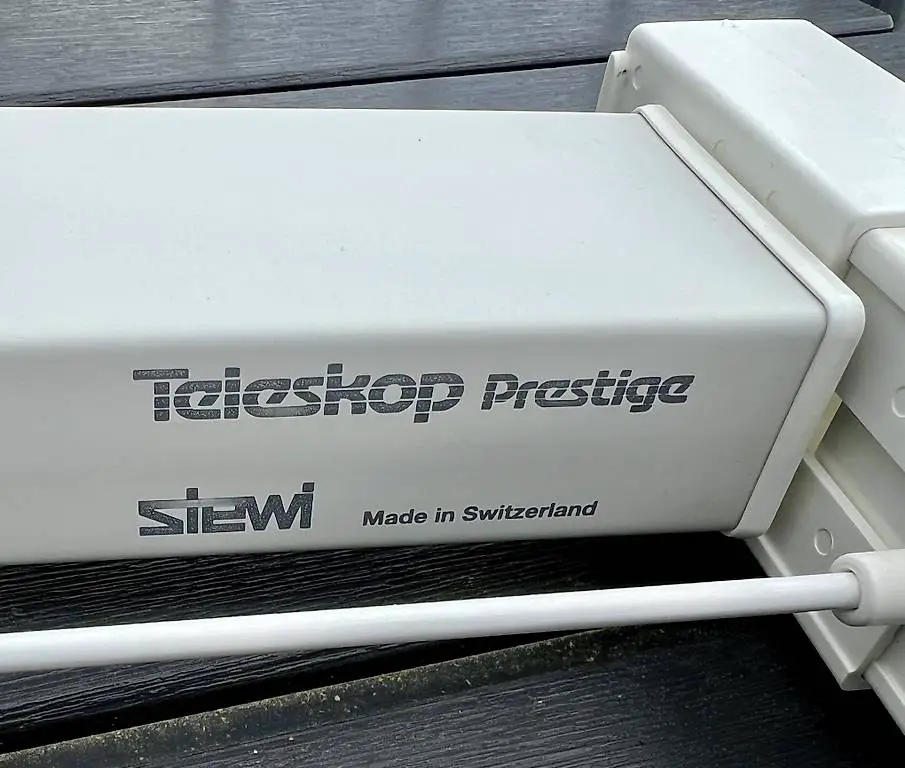 Teleskop Prestige
stewi
Made in Switzerland